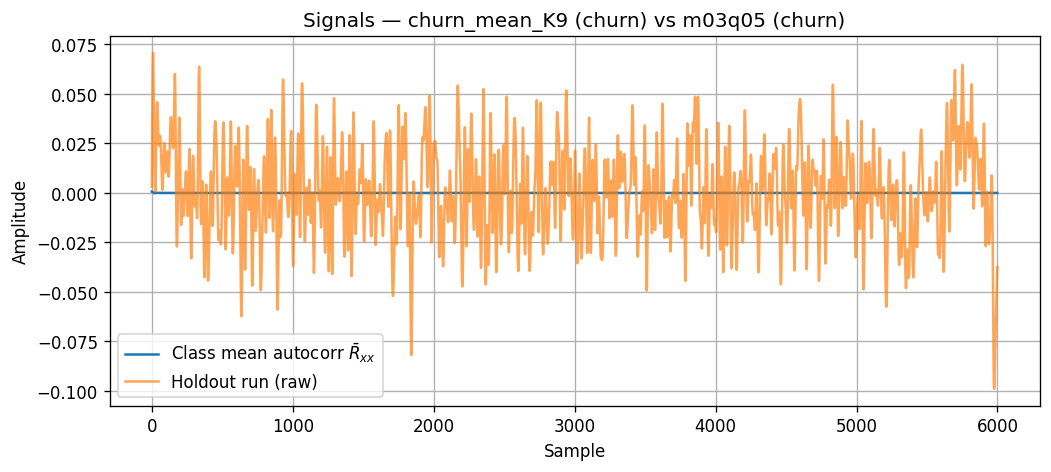 Signals — churn_mean_K9 (churn) vs m03q05 (churn)
0.075
0.050
0.025
0.000
−0.025
−0.050
−0.075
−0.100
Amplitude
Class mean autocorr R̄xx
Holdout run (raw)
0 1000 2000 3000 4000 5000 6000
Sample